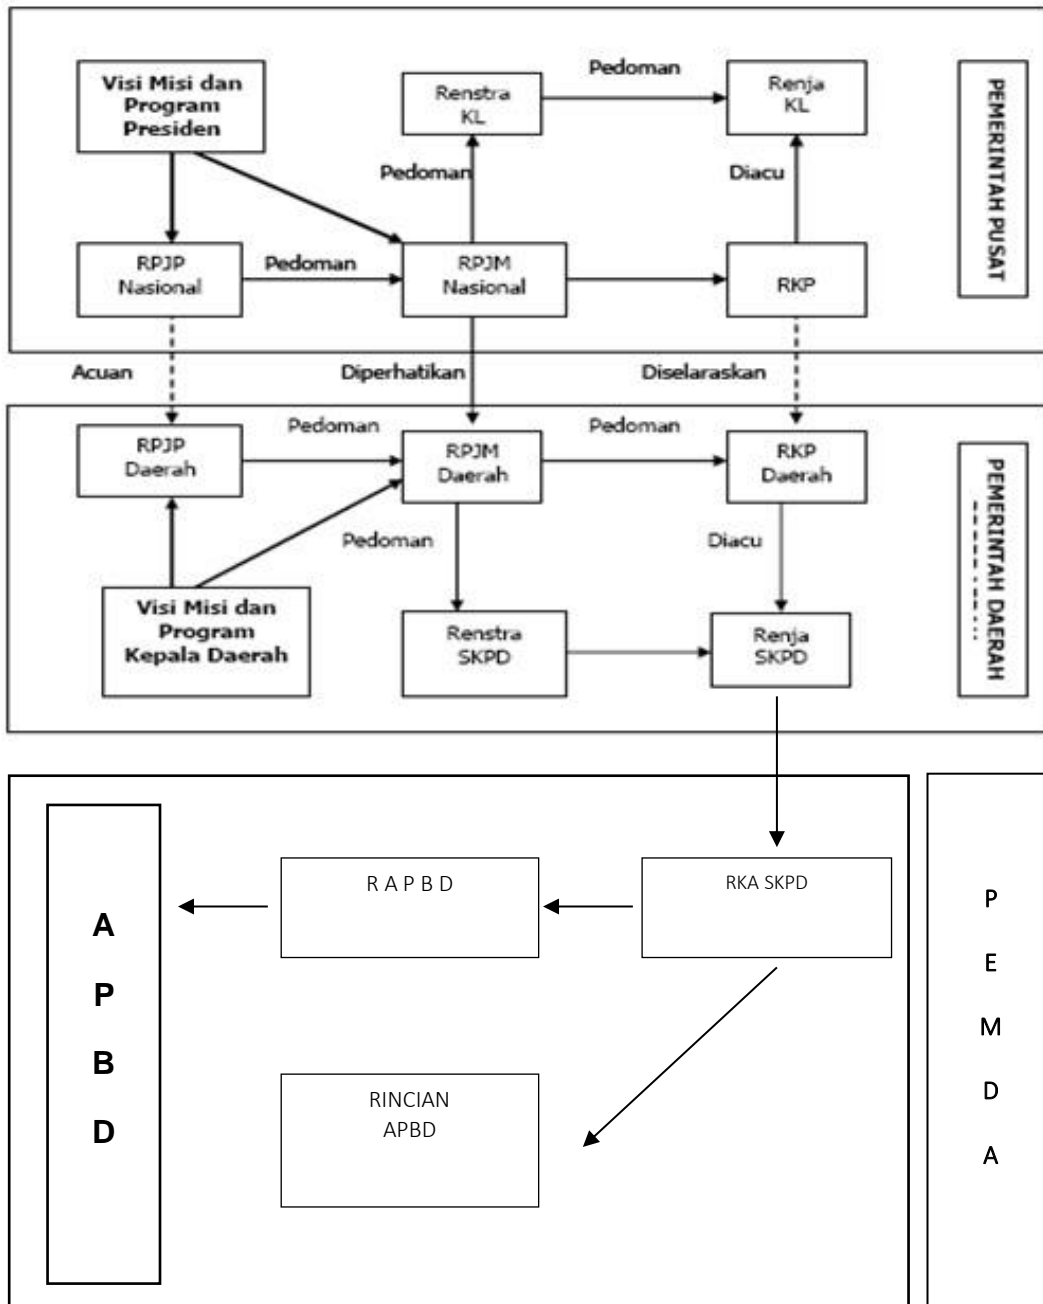 Visi Misi dan
Program
Presiden
Renstra
KL
Pedoman
Renja
KL
PEMERINTAH PUSAT
Pedoman
Diacu
RPJP
Nasional
Pedoman
RPJM
Nasional
RKP
Acuan
Diperhatikan
Diselaraskan
RPJP
Daerah
Pedoman
RPJM
Daerah
Pedoman
RKP
Daerah
PEMERINTAH DAERAH
Pedoman
Diacu
Visi Misi dan
Program
Kepala Daerah
Renstra
SKPD
Renja
SKPD
A
P
B
D
R A P B D
RKA SKPD
RINCIAN
APBD
P
E
M
D
A